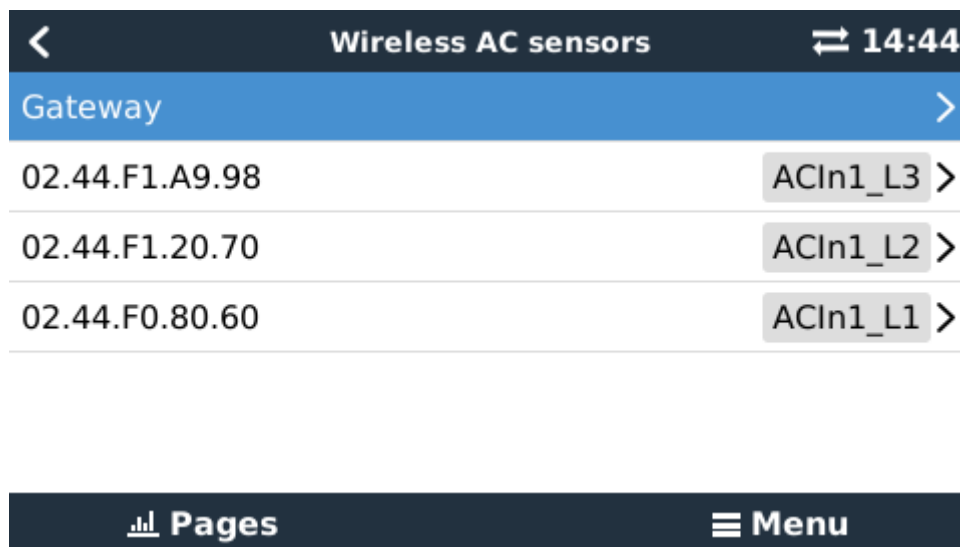 Wireless AC sensors 14:44
Gateway
02.44.F1.A9.98 ACIn1_L3
02.44.F1.20.70 ACIn1_L2
02.44.F0.80.60 ACIn1_L1
Pages Menu